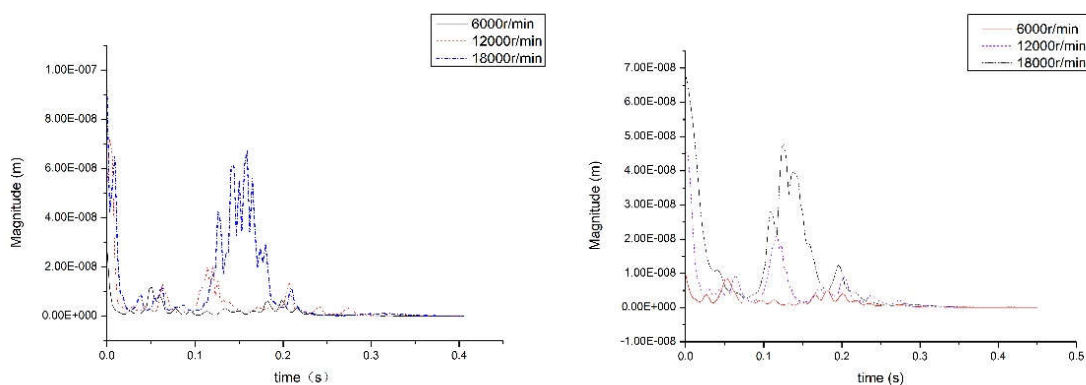 6000r/min
12000r/min
18000r/min
1.00E-007
8.00E-008
6.00E-008
4.00E-008
2.00E-008
0.00E+000
Magnitude (m)
0.0 0.1 0.2 0.3 0.4
time（s）
6000r/min
12000r/min
18000r/min
7.00E-008
6.00E-008
5.00E-008
4.00E-008
3.00E-008
2.00E-008
1.00E-008
0.00E+000
-1.00E-008
Magnitude (m)
0.0 0.1 0.2 0.3 0.4 0.5
time (s)